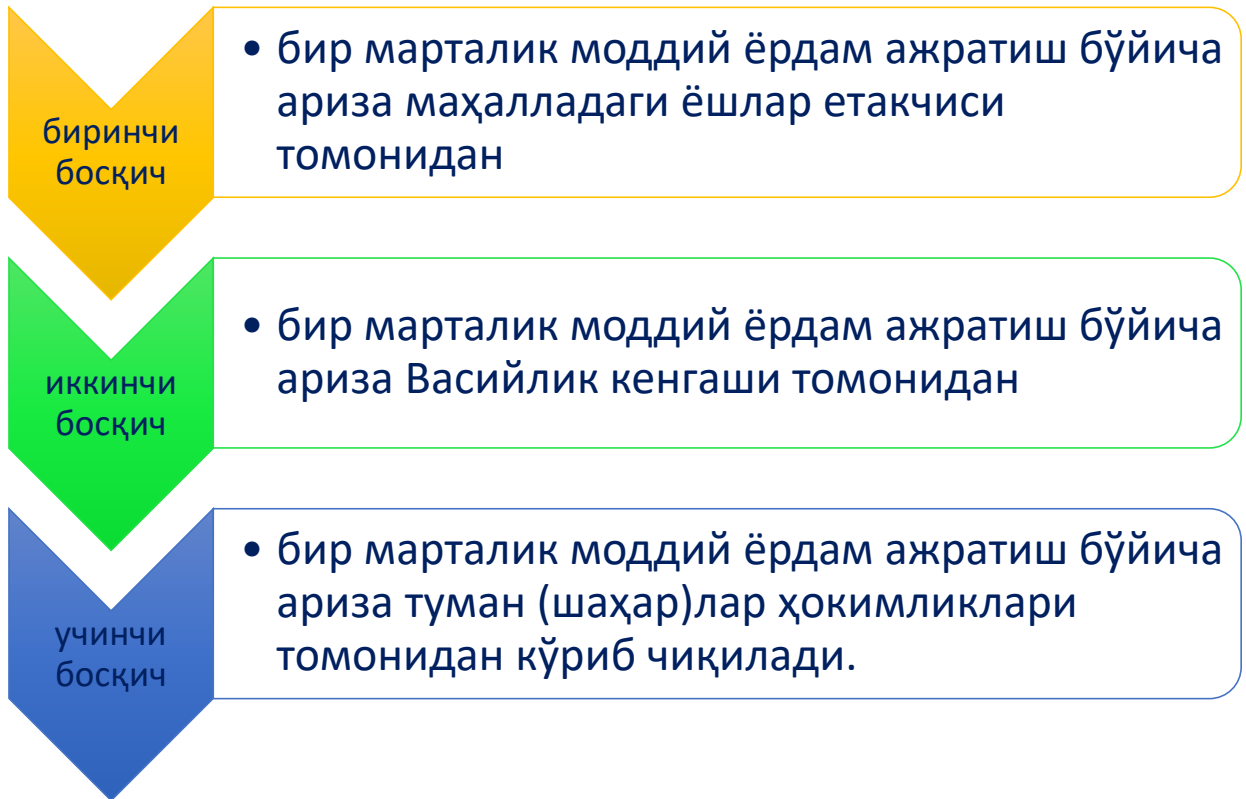 биринчи
босқич
• бир марталик моддий ёрдам ажратиш бўйича
ариза маҳалладаги ёшлар етакчиси
томонидан
иккинчи
босқич
• бир марталик моддий ёрдам ажратиш бўйича
ариза Васийлик кенгаши томонидан
учинчи
босқич
• бир марталик моддий ёрдам ажратиш бўйича
ариза туман (шаҳар)лар ҳокимликлари
томонидан кўриб чиқилади.